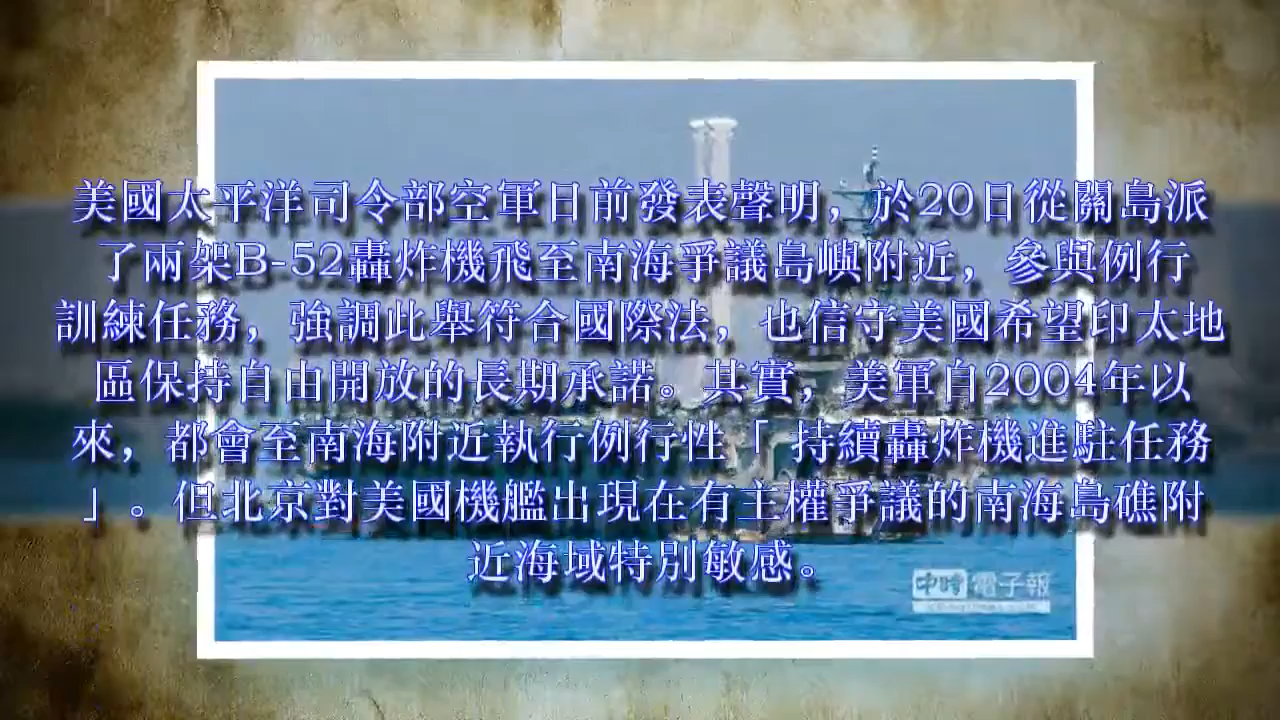 美國太平洋司令部空軍日前發表聲明，於20日從關島派
了兩架B-52轟炸機飛至南海爭議島嶼附近，參與例行
訓練任務，強調此舉符合國際法，也信守美國希望印太地
區保持自由開放的長期承諾。其實，美軍自2004年以
來，都會至南海附近執行例行性「 持續轟炸機進駐任務
」。但北京對美國機艦出現在有主權爭議的南海島礁附
近海域特別敏感。
中時 電子報